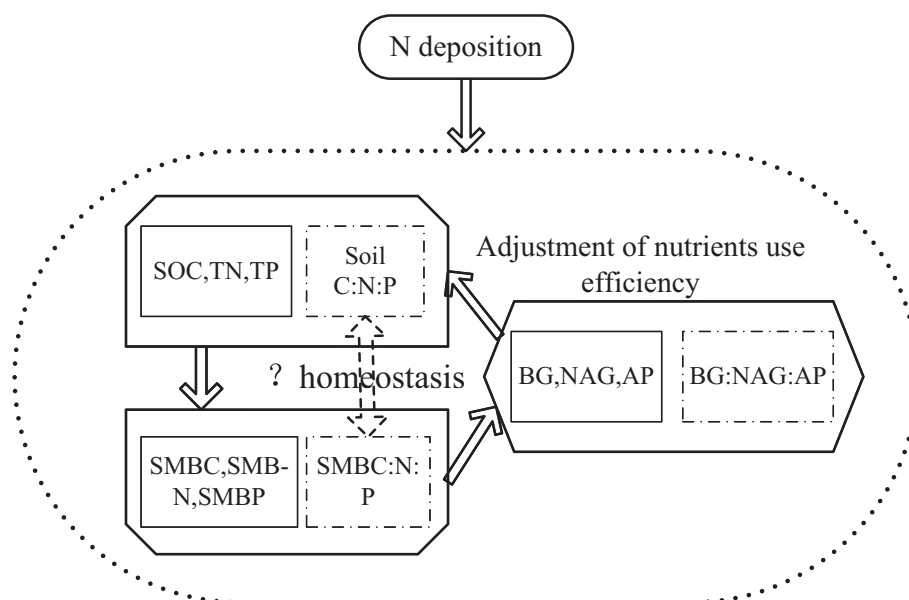 N deposition
SOC,TN,TP
Soil
C:N:P
Adjustment of nutrients use
efficiency
? homeostasis
BG,NAG,AP
BG:NAG:AP
SMBC,SMB-
N,SMBP
SMBC:N:
P